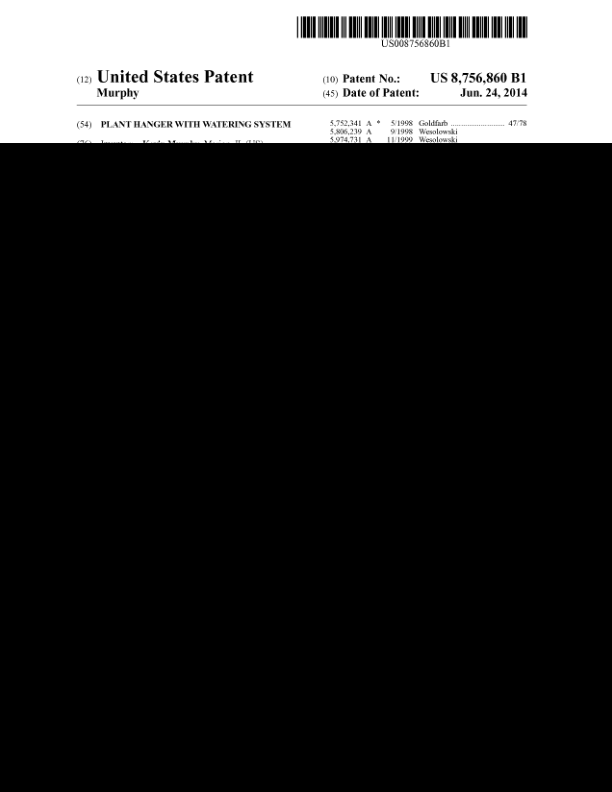 US008756860B1
(12) United States Patent
Murphy
(10) Patent No.: US 8,756,860 B1
(45) Date of Patent: Jun. 24, 2014
(54) PLANT HANGER WITH WATERING SYSTEM
5,752,341 A * 5/1998 Goldfarb .......................... 47/78
5,806,239 A 9/1998 Wesolowski
5,974,731 A 11/1999 Wesolowski